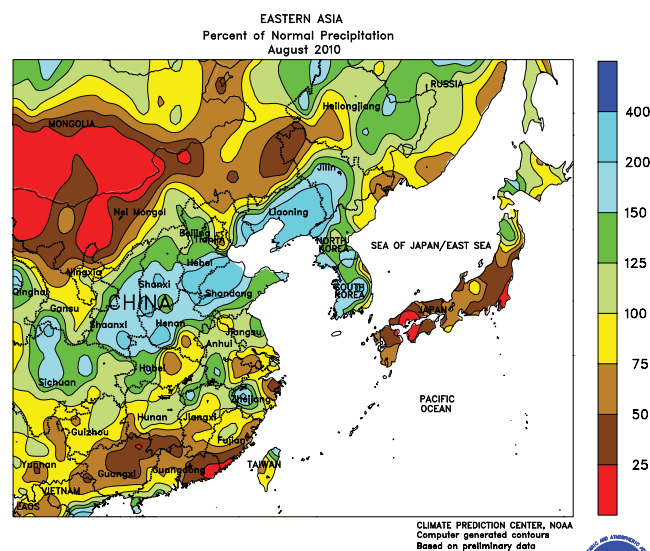 EASTERN ASIA
Percent of Normal Precipitation
August 2010
RUSSIA
Heilongjiang
MONGOLIA
Jilin
Nei Mongol
Liaoning
Beijing
Tianjin
NORTH
KOREA
SEA OF JAPAN/EAST SEA
Hebei
Ningxia
Qinghai
Shanxi
Shandong
SOUTH
KOREA
CHINA
Gansu
JAPAN
Shaanxi
Henan
Jiangsu
Anhui
Hubei
Sichuan
Zhejiang
PACIFIC
OCEAN
Hunan
Jiangxi
Guizhou
Fujian
Yunnan
Guangxi
Guangdong
TAIWAN
VIETNAM
LAOS
400
200
150
125
100
75
50
25
CLIMATE PREDICTION CENTER, NOAA
Computer generated contours
Based on preliminary data